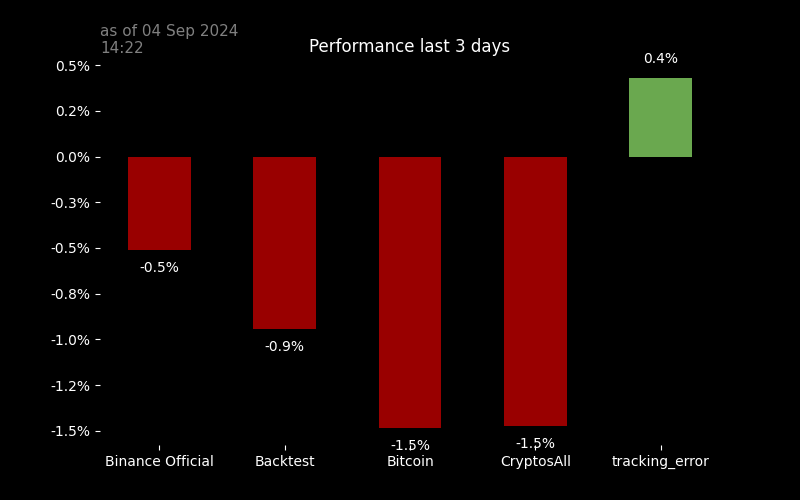 as of 04 Sep 2024
14:22
Performance last 3 days
0.5%
0.2%
0.0%
-0.3%
-0.5%
-0.8%
-1.0%
-1.2%
-1.5%
0.4%
-0.5%
-0.9%
-1.5%
-1.5%
Binance Official
Backtest
Bitcoin
CryptosAll
tracking_error